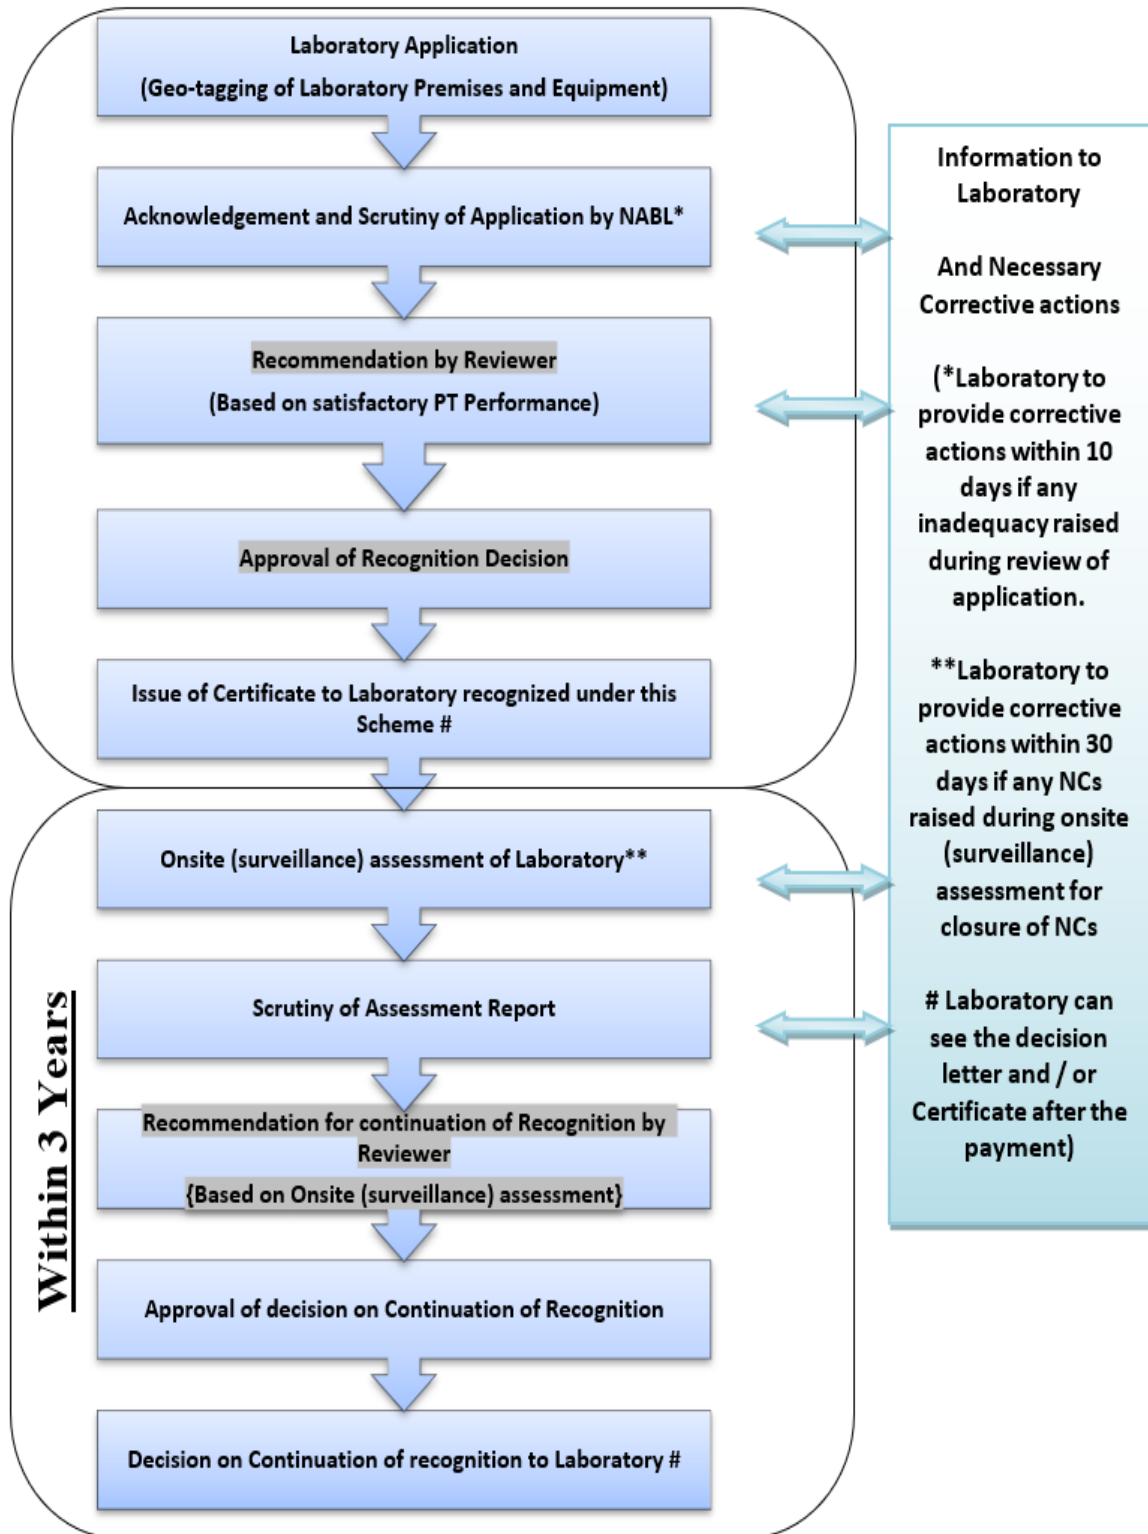 Laboratory Application
(Geo-tagging of Laboratory Premises and Equipment)
Acknowledgement and Scrutiny of Application by NABL*
Recommendation by Reviewer
(Based on satisfactory PT Performance)
Approval of Recognition Decision
Issue of Certificate to Laboratory recognized under this
Scheme #
Onsite (surveillance) assessment of Laboratory**
Scrutiny of Assessment Report
Recommendation for continuation of Recognition by
Reviewer
{Based on Onsite (surveillance) assessment}
Approval of decision on Continuation of Recognition
Decision on Continuation of recognition to Laboratory #
Within 3 Years
Information to
Laboratory
And Necessary
Corrective actions
(*Laboratory to
provide corrective
actions within 10
days if any
inadequacy raised
during review of
application.
**Laboratory to
provide corrective
actions within 30
days if any NCs
raised during onsite
(surveillance)
assessment for
closure of NCs
# Laboratory can
see the decision
letter and / or
Certificate after the
payment)